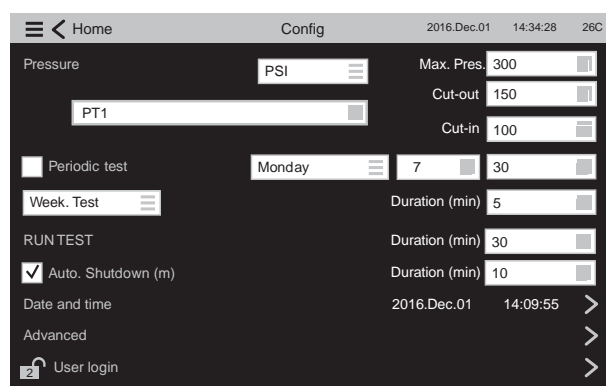 Home Config 2016.Dec.01 14:34:28 26C
Pressure PSI Max. Pres. 300
Cut-out 150
PT1
Cut-in 100
Periodic test Monday 7 30
Week. Test Duration (min) 5
RUN TEST Duration (min) 30
Auto. Shutdown (m) Duration (min) 10
Date and time 2016.Dec.01 14:09:55
Advanced
2 User login